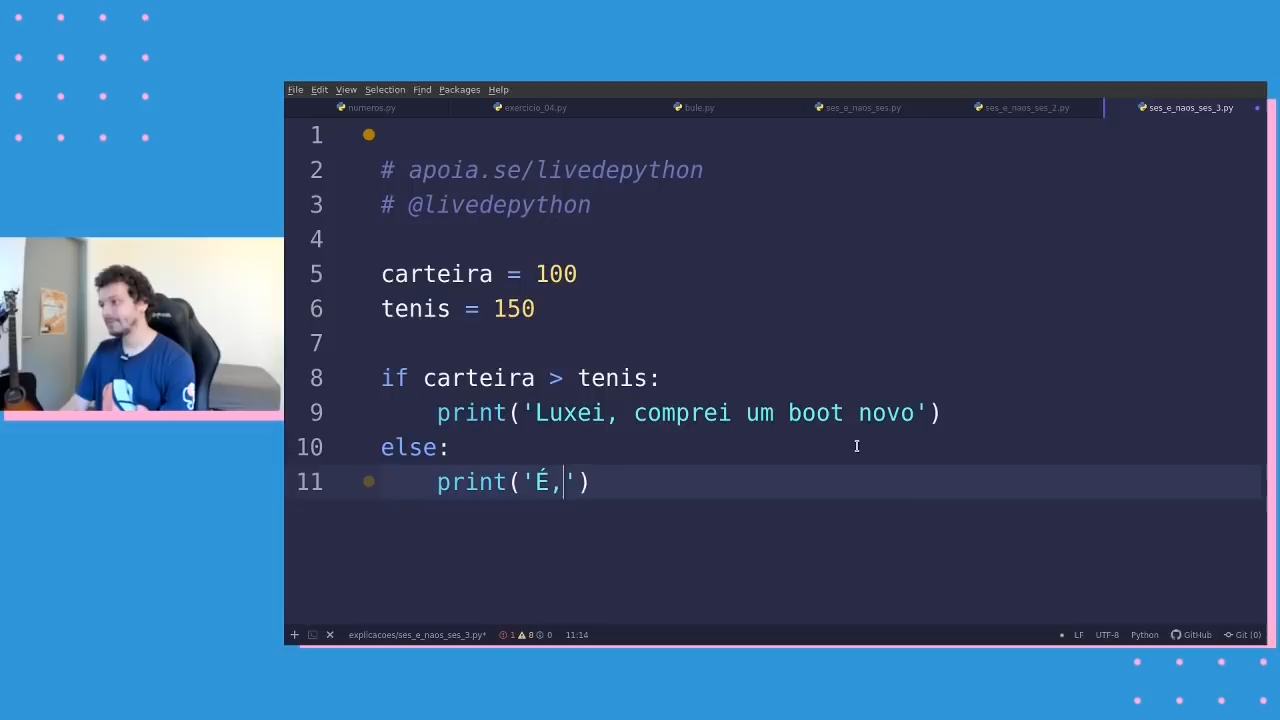 File Edit View Selection Find Packages Help
numeros.py exercicio_04.py bule.py ses_e_naos_ses.py ses_e_naos_ses_2.py ses_e_naos_ses_3.py
1
2 # apoia.se/livedepython
3 # @livedepython
4
5 carteira = 100
6 tenis = 150
7
8 if carteira > tenis:
9 print('Luxei, comprei um boot novo')
10 else:
11 print('É,')
explicacoes/ses_e_naos_ses_3.py* 1 8 0 11:14 LF UTF-8 Python GitHub Git (0)